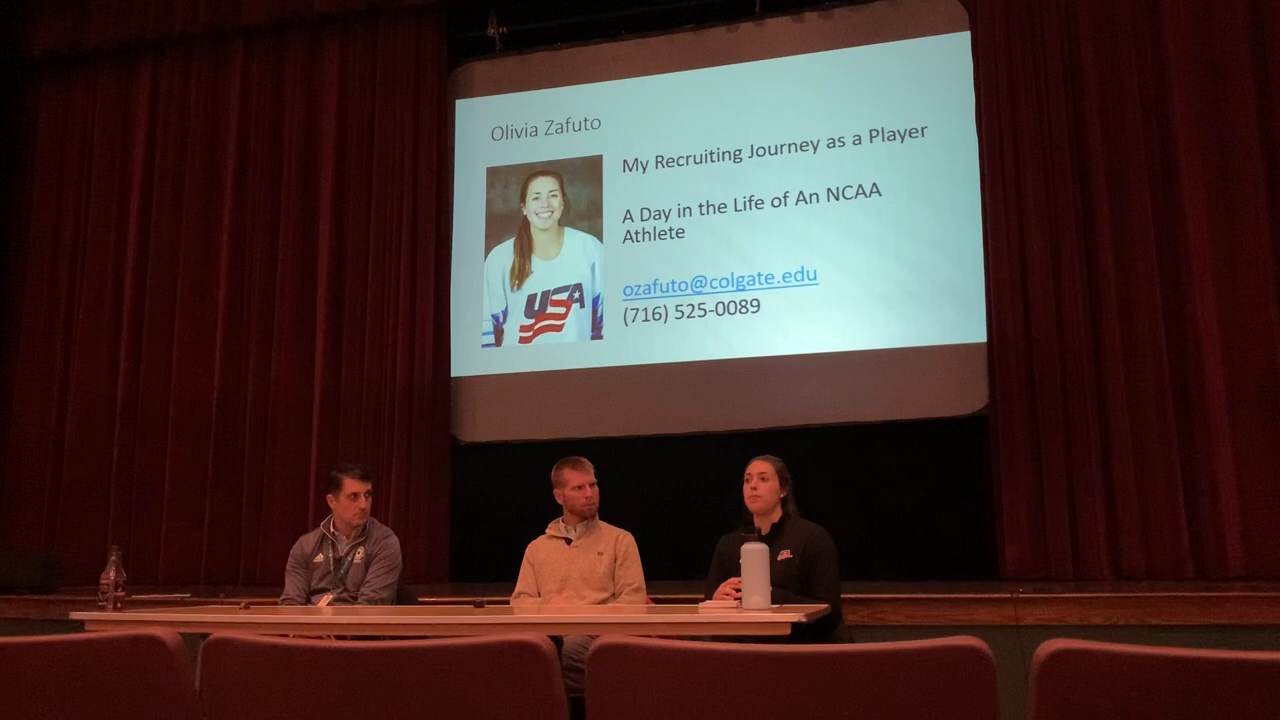 Olivia Zafuto
My Recruiting Journey as a Player
A Day in the Life of An NCAA
Athlete
ozafuto@colgate.edu
(716) 525-0089
USA